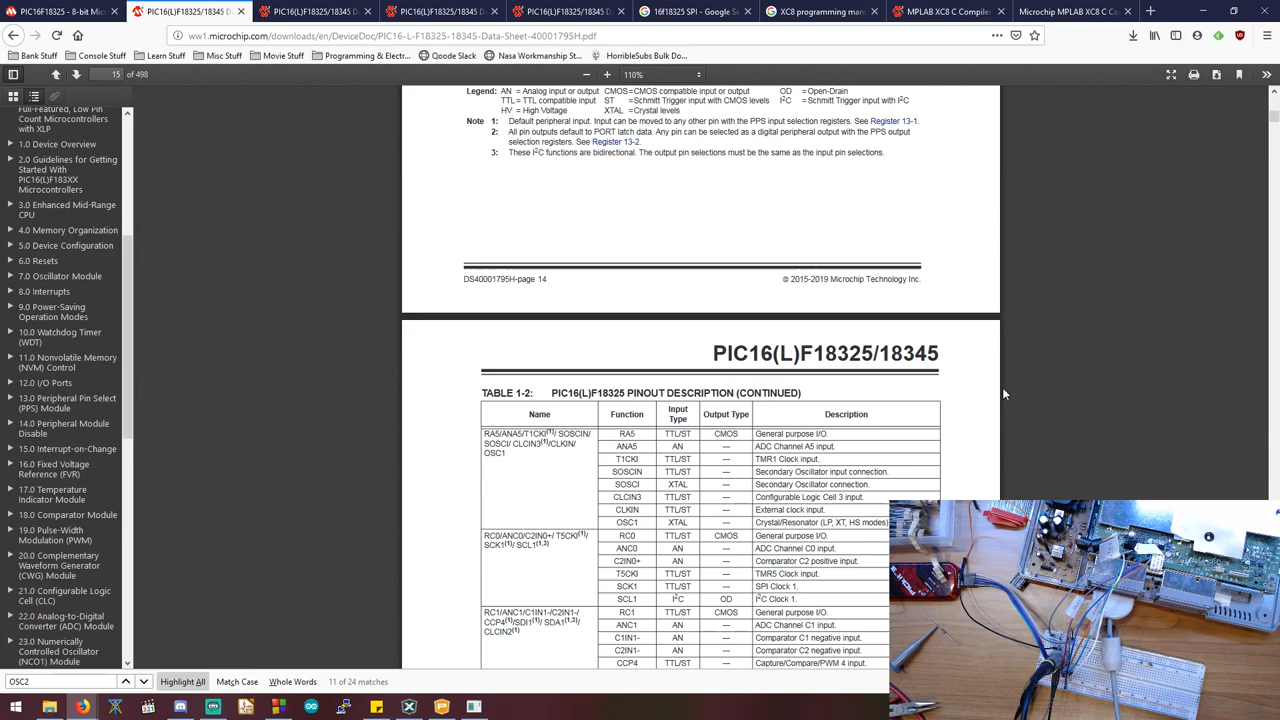 PIC16F18325 - 8-bit Micr
PIC16(L)F18325/18345 Da
PIC16(L)F18325/18345 Da
PIC16(L)F18325/18345 Da
PIC16(L)F18325/18345 Da
16f18325 SPI - Google Se
XC8 programming man
MPLAB XC8 C Compiler
Microchip MPLAB XC8 C Co
ww1.microchip.com/downloads/en/DeviceDoc/PIC16-L-F18325-18345-Data-Sheet-40001795H.pdf
Bank Stuff
Console Stuff
Learn Stuff
Misc Stuff
Movie Stuff
Programming & Electr...
Qoode Stuff
Nasa Workmanship St...
HorribleSubs Bulk Do...
15 of 498
110%
Full-Featured, Low Pin
Count Microcontrollers
with XLP
1.0 Device Overview
2.0 Guidelines for Getting
Started With
PIC16(L)F183XX
Microcontrollers
3.0 Enhanced Mid-Range
CPU
4.0 Memory Organization
5.0 Device Configuration
6.0 Resets
7.0 Oscillator Module
8.0 Interrupts
9.0 Power-Saving
Operation Modes
10.0 Watchdog Timer
(WDT)
11.0 Nonvolatile Memory
(NVM) Control
12.0 I/O Ports
13.0 Peripheral Pin Select
(PPS) Module
14.0 Peripheral Module
Disable
15.0 Interrupt-on-Change
16.0 Fixed Voltage
Reference (FVR)
17.0 Temperature
Indicator Module
18.0 Comparator Module
19.0 Pulse-Width
Modulation (PWM)
20.0 Complementary
Waveform Generator
(CWG) Module
21.0 Configurable Logic
Cell (CLC)
22.0 Analog-to-Digital
Converter (ADC) Module
23.0 Numerically
Controlled Oscillator
(NCO1) Module
Legend: AN = Analog input or output CMOS=CMOS compatible input or output OD = Open-Drain
TTL = TTL compatible input ST =Schmitt Trigger input with CMOS levels I2C =Schmitt Trigger input with I2C
HV = High Voltage XTAL =Crystal levels
Note 1: Default peripheral input. Input can be moved to any other pin with the PPS input selection registers. See Register 13-1.
2: All pin outputs default to PORT latch data. Any pin can be selected as a digital peripheral output with the PPS output
selection registers. See Register 13-2.
3: These I2C functions are bidirectional. The output pin selections must be the same as the input pin selections.
DS40001795H-page 14 © 2015-2019 Microchip Technology Inc.
PIC16(L)F18325/18345
TABLE 1-2: PIC16(L)F18325 PINOUT DESCRIPTION (CONTINUED)
Name Function Input Type Output Type Description
RA5/ANA5/T1CKI(1)/ SOSCIN/
SOSCI/ CLCIN3(1)/CLKIN/
OSC1
RA5 TTL/ST CMOS General purpose I/O.
ANA5 AN — ADC Channel A5 input.
T1CKI TTL/ST — TMR1 Clock input.
SOSCIN TTL/ST — Secondary Oscillator input connection.
SOSCI XTAL — Secondary Oscillator connection.
CLCIN3 TTL/ST — Configurable Logic Cell 3 input.
CLKIN TTL/ST — External clock input.
OSC1 XTAL — Crystal/Resonator (LP, XT, HS modes)
RC0/ANC0/C2IN0+/ T5CKI(1)/
SCK1(1)/ SCL1(1,3)
RC0 TTL/ST CMOS General purpose I/O.
ANC0 AN — ADC Channel C0 input.
C2IN0+ AN — Comparator C2 positive input.
T5CKI TTL/ST — TMR5 Clock input.
SCK1 TTL/ST — SPI Clock 1.
SCL1 I2C OD I2C Clock 1.
RC1/ANC1/C1IN1-/C2IN1-/
CCP4(1)/SDI1(1)/ SDA1(1,3)/
CLCIN2(1)
RC1 TTL/ST CMOS General purpose I/O.
ANC1 AN — ADC Channel C1 input.
C1IN1- AN — Comparator C1 negative input.
C2IN1- AN — Comparator C2 negative input.
CCP4 TTL/ST — Capture/Compare/PWM 4 input.
OSC2
Highlight All
Match Case
Whole Words
11 of 24 matches